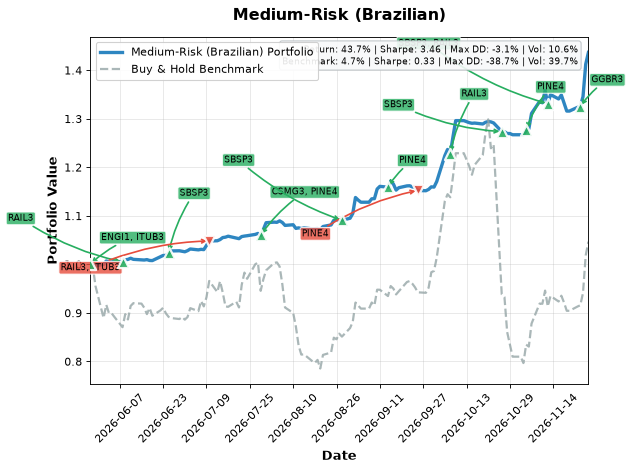 Medium-Risk (Brazilian)
Medium-Risk (Brazilian) Portfolio
Buy & Hold Benchmark
43.7% | Sharpe: 3.46 | Max DD: -3.1% | Vol: 10.6%
Benchmark: 4.7% | Sharpe: 0.33 | Max DD: -38.7% | Vol: 39.7%
GGBR3
PINE4
RAIL3
SBSP3
SBSP3
PINE4
SBSP3
CSMG3, PINE4
RAIL3
ENGI1, ITUB3
PINE4
RAIL3, ITUB3
Portfolio Value
1.4
1.3
1.2
1.1
1.0
0.9
0.8
2026-06-07
2026-06-23
2026-07-09
2026-07-25
2026-08-10
2026-08-26
2026-09-11
2026-09-27
2026-10-13
2026-10-29
2026-11-14
Date